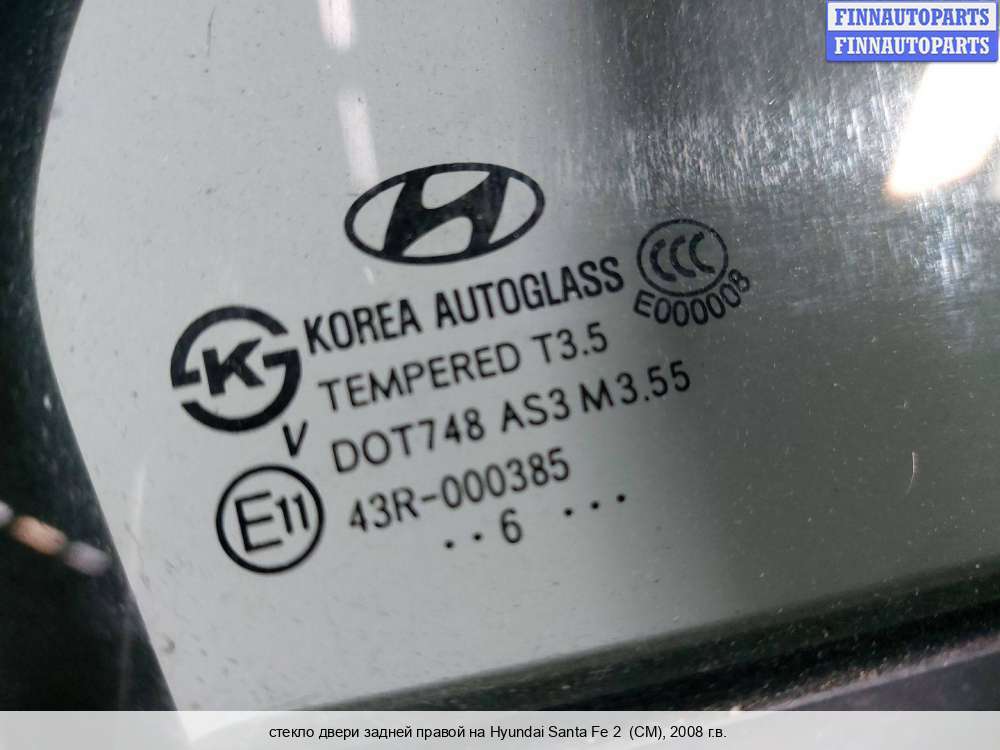 FINNAUTOPARTS
FINNAUTOPARTS
CCC
E000008
KOREA AUTOGLASS
K
TEMPERED T3.5
V
DOT748 AS3 M3.55
E11
43R-000385
..6 ...
стекло двери задней правой на Hyundai Santa Fe 2 (CM), 2008 г.в.